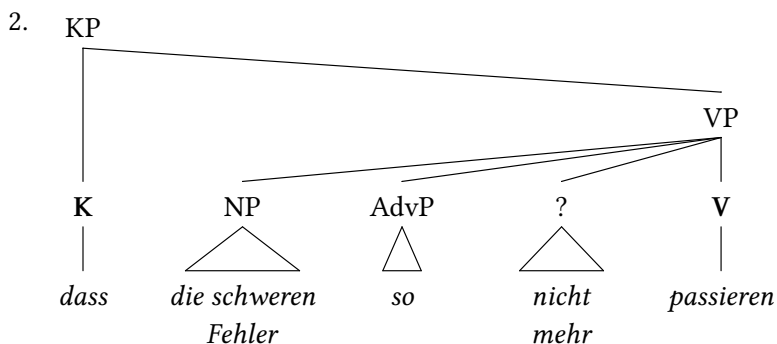 2.
KP
VP
K NP AdvP ? V
dass die schweren so nicht passieren
Fehler mehr